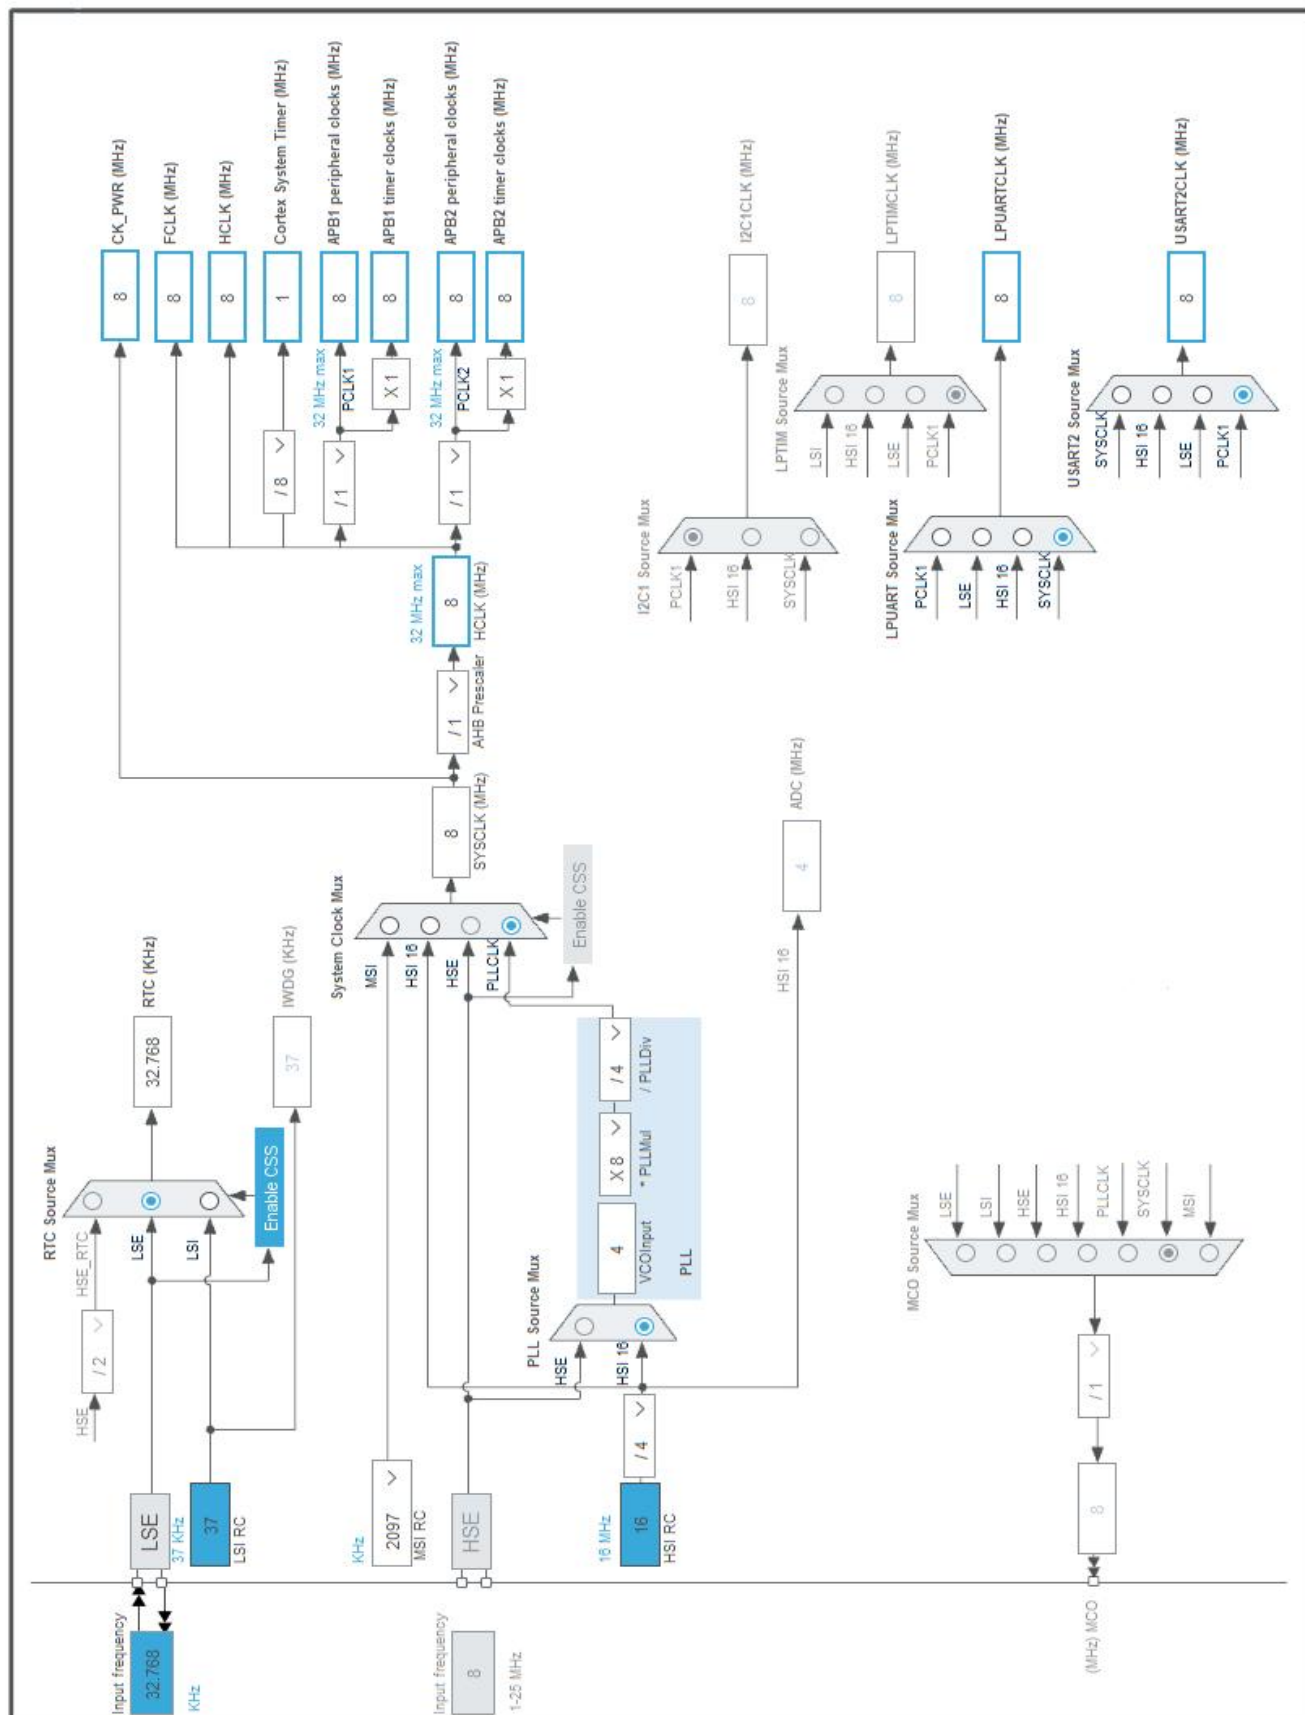 Input frequency
32.768
KHz
LSE
37 KHz
37
LSI RC
HSE
/ 2
HSE_RTC
LSE
LSI
RTC Source Mux
Enable CSS
32.768
RTC (KHz)
37
IWDG (KHz)
Input frequency
8
1-25 MHz
KHz
2097
MSI RC
HSE
16 MHz
16
HSI RC
/ 4
HSE
HSI 16
PLL Source Mux
4
VCOInput
X 8
* PLLMul
/ 4
/ PLLDiv
PLL
MSI
HSI 16
HSE
PLLCLK
System Clock Mux
Enable CSS
8
SYSCLK (MHz)
HSI 16
4
ADC (MHz)
/ 1
AHB Prescaler
32 MHz max
8
HCLK (MHz)
/ 8
/ 1
/ 1
32 MHz max
PCLK1
X 1
32 MHz max
PCLK2
X 1
8
CK_PWR (MHz)
8
FCLK (MHz)
8
HCLK (MHz)
1
Cortex System Timer (MHz)
8
APB1 peripheral clocks (MHz)
8
APB1 timer clocks (MHz)
8
APB2 peripheral clocks (MHz)
8
APB2 timer clocks (MHz)
I2C1 Source Mux
PCLK1
HSI 16
SYSCLK
8
I2C1CLK (MHz)
LPTIM Source Mux
LSI
HSI 16
LSE
PCLK1
8
LPTIMCLK (MHz)
LPUART Source Mux
PCLK1
LSE
HSI 16
SYSCLK
8
LPUARTCLK (MHz)
USART2 Source Mux
SYSCLK
HSI 16
LSE
PCLK1
8
USART2CLK (MHz)
MCO Source Mux
LSE
LSI
HSE
HSI 16
PLLCLK
SYSCLK
MSI
/ 1
8
(MHz) MCO